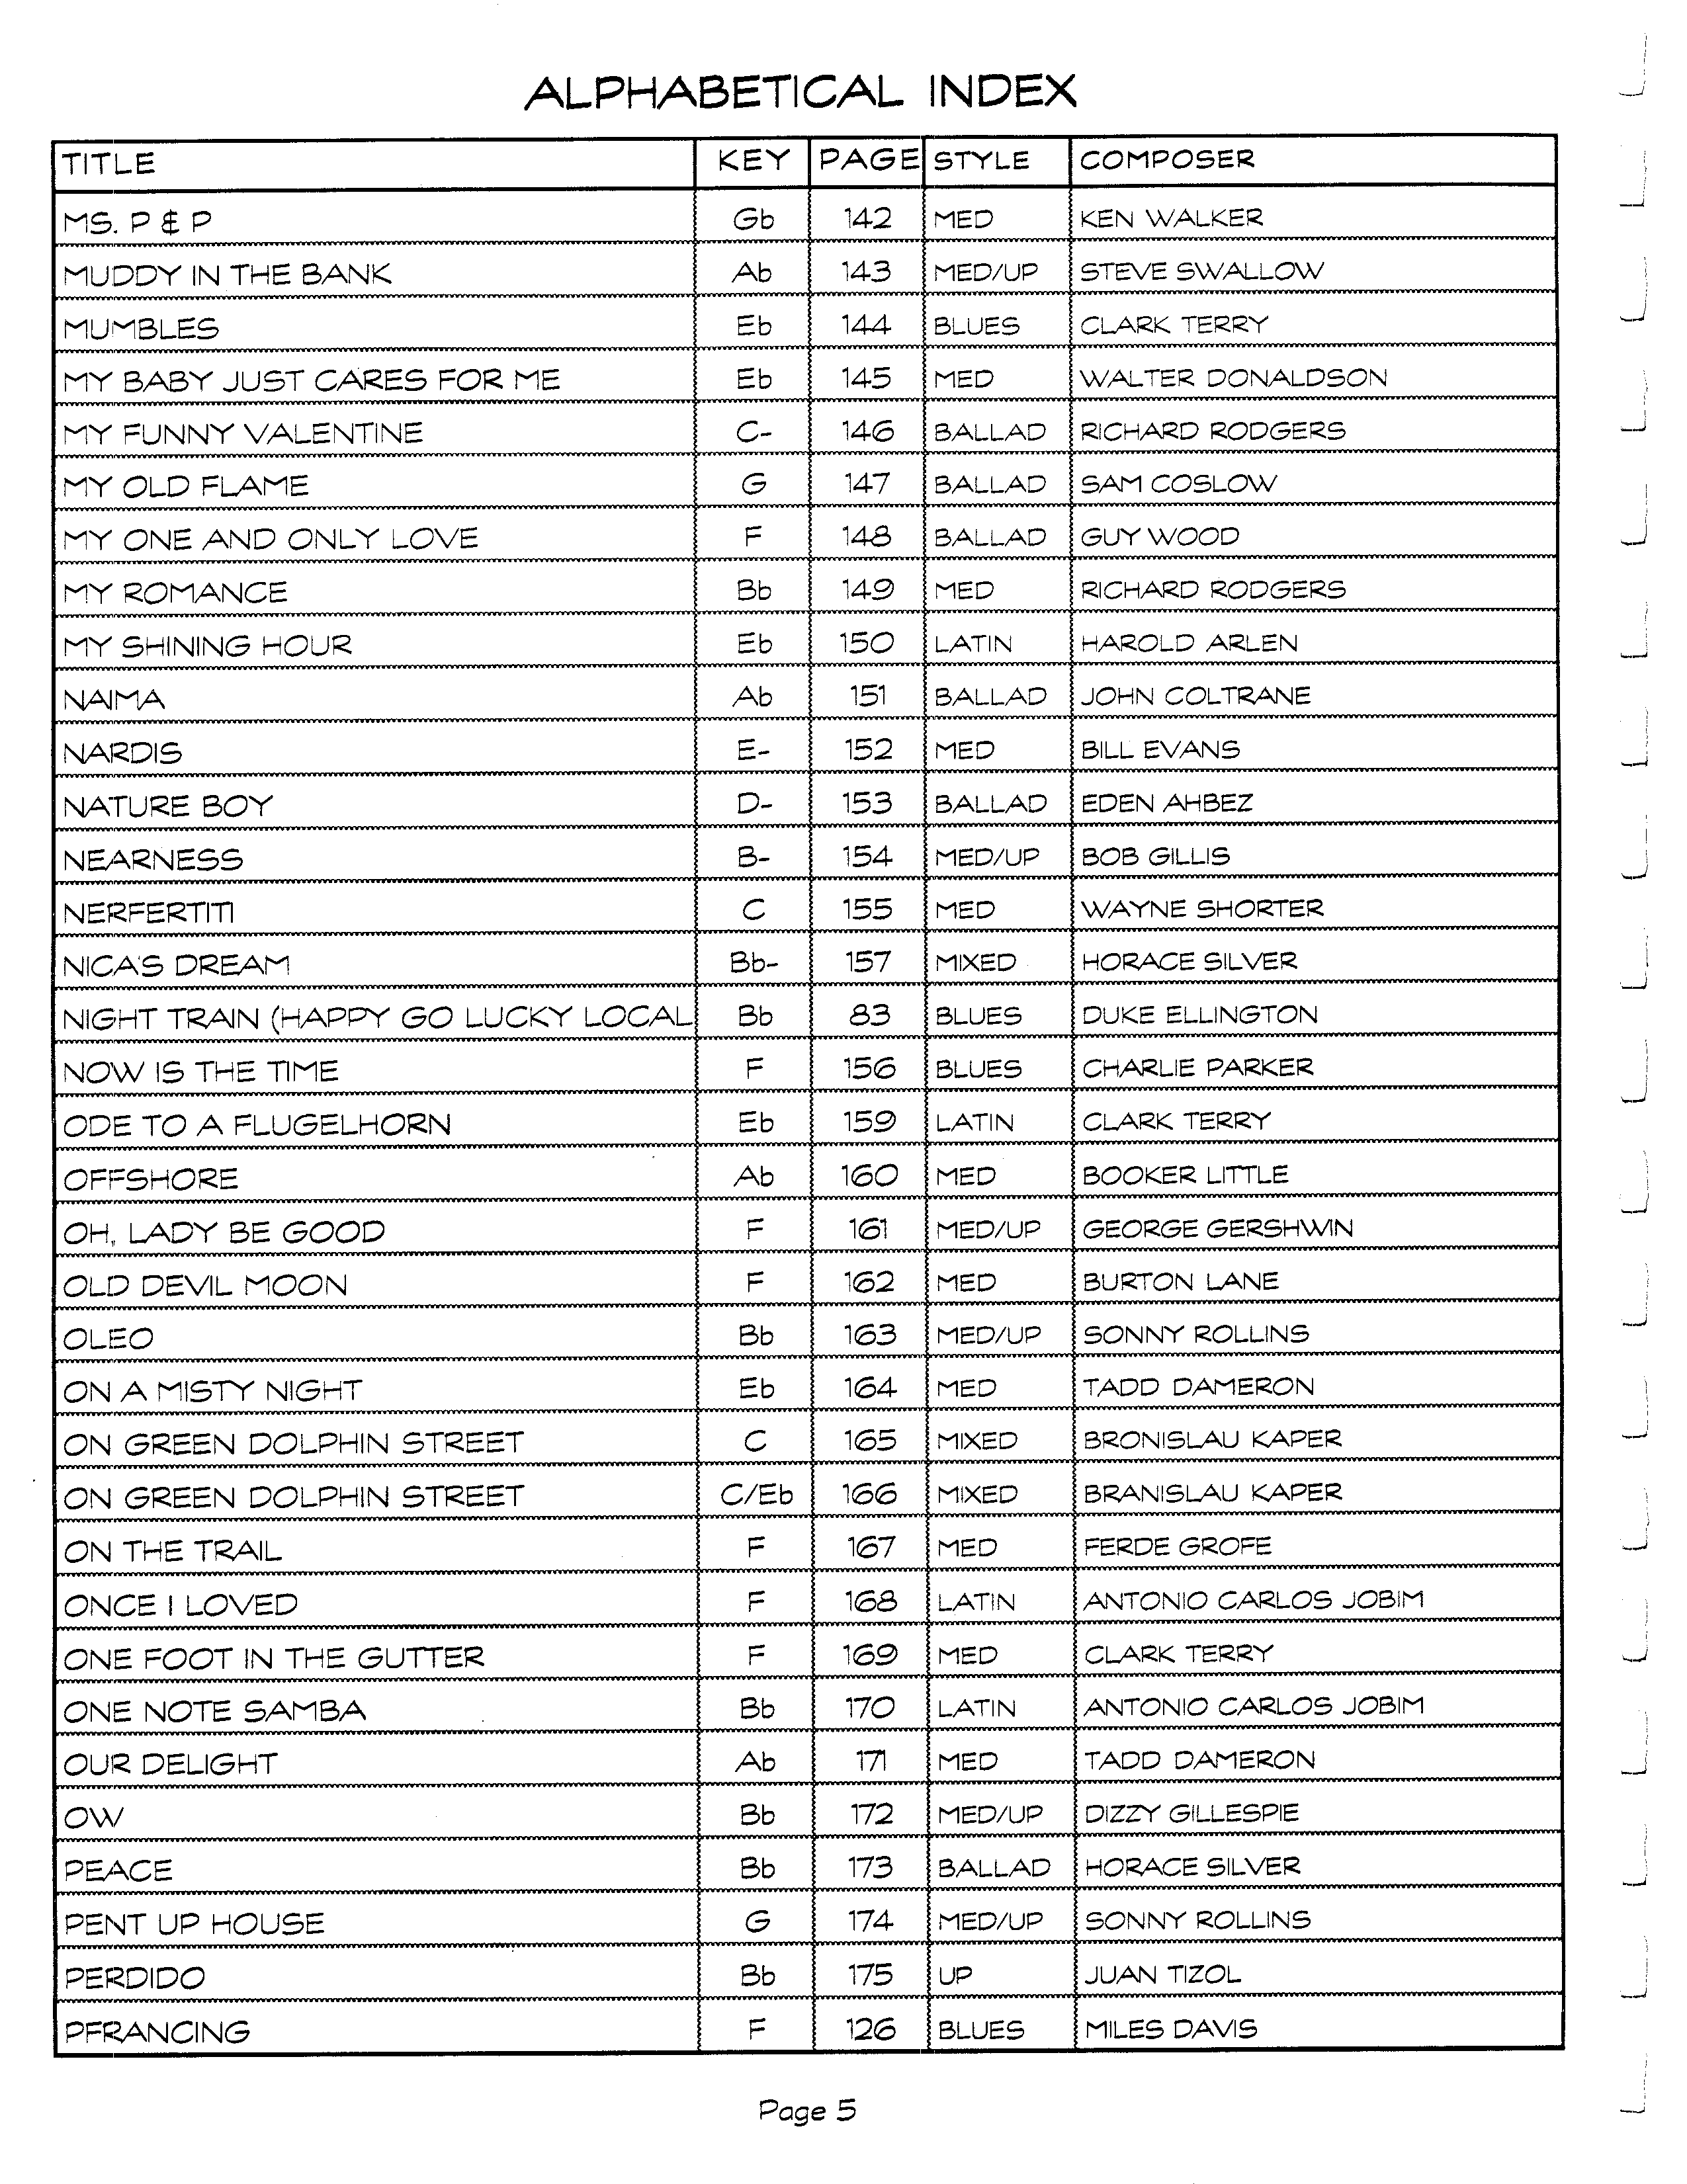 ALPHABETICAL INDEX
TITLE KEY PAGE STYLE COMPOSER
MS. P & P Gb 142 MED KEN WALKER
MUDDY IN THE BANK Ab 143 MED/UP STEVE SWALLOW
MUMBLES Eb 144 BLUES CLARK TERRY
MY BABY JUST CARES FOR ME Eb 145 MED WALTER DONALDSON
MY FUNNY VALENTINE C- 146 BALLAD RICHARD RODGERS
MY OLD FLAME G 147 BALLAD SAM COSLOW
MY ONE AND ONLY LOVE F 148 BALLAD GUY WOOD
MY ROMANCE Bb 149 MED RICHARD RODGERS
MY SHINING HOUR Eb 150 LATIN HAROLD ARLEN
NAIMA Ab 151 BALLAD JOHN COLTRANE
NARDIS E- 152 MED BILL EVANS
NATURE BOY D- 153 BALLAD EDEN AHBEZ
NEARNESS B- 154 MED/UP BOB GILLIS
NERFERTITI C 155 MED WAYNE SHORTER
NICA'S DREAM Bb- 157 MIXED HORACE SILVER
NIGHT TRAIN (HAPPY GO LUCKY LOCAL Bb 83 BLUES DUKE ELLINGTON
NOW IS THE TIME F 156 BLUES CHARLIE PARKER
ODE TO A FLUGELHORN Eb 159 LATIN CLARK TERRY
OFFSHORE Ab 160 MED BOOKER LITTLE
OH, LADY BE GOOD F 161 MED/UP GEORGE GERSHWIN
OLD DEVIL MOON F 162 MED BURTON LANE
OLEO Bb 163 MED/UP SONNY ROLLINS
ON A MISTY NIGHT Eb 164 MED TADD DAMERON
ON GREEN DOLPHIN STREET C 165 MIXED BRONISLAU KAPER
ON GREEN DOLPHIN STREET C/Eb 166 MIXED BRANISLAU KAPER
ON THE TRAIL F 167 MED FERDE GROFE
ONCE I LOVED F 168 LATIN ANTONIO CARLOS JOBIM
ONE FOOT IN THE GUTTER F 169 MED CLARK TERRY
ONE NOTE SAMBA Bb 170 LATIN ANTONIO CARLOS JOBIM
OUR DELIGHT Ab 171 MED TADD DAMERON
OW Bb 172 MED/UP DIZZY GILLESPIE
PEACE Bb 173 BALLAD HORACE SILVER
PENT UP HOUSE G 174 MED/UP SONNY ROLLINS
PERDIDO Bb 175 UP JUAN TIZOL
PFRANCING F 126 BLUES MILES DAVIS
Page 5